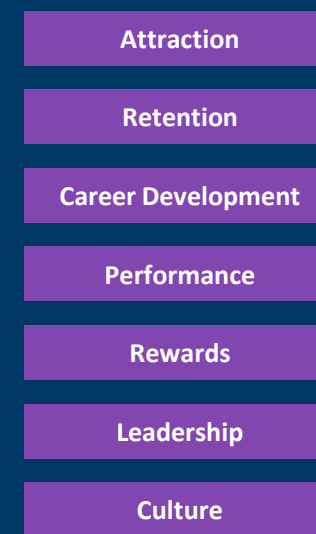 Attraction
Retention
Career Development
Performance
Rewards
Leadership
Culture